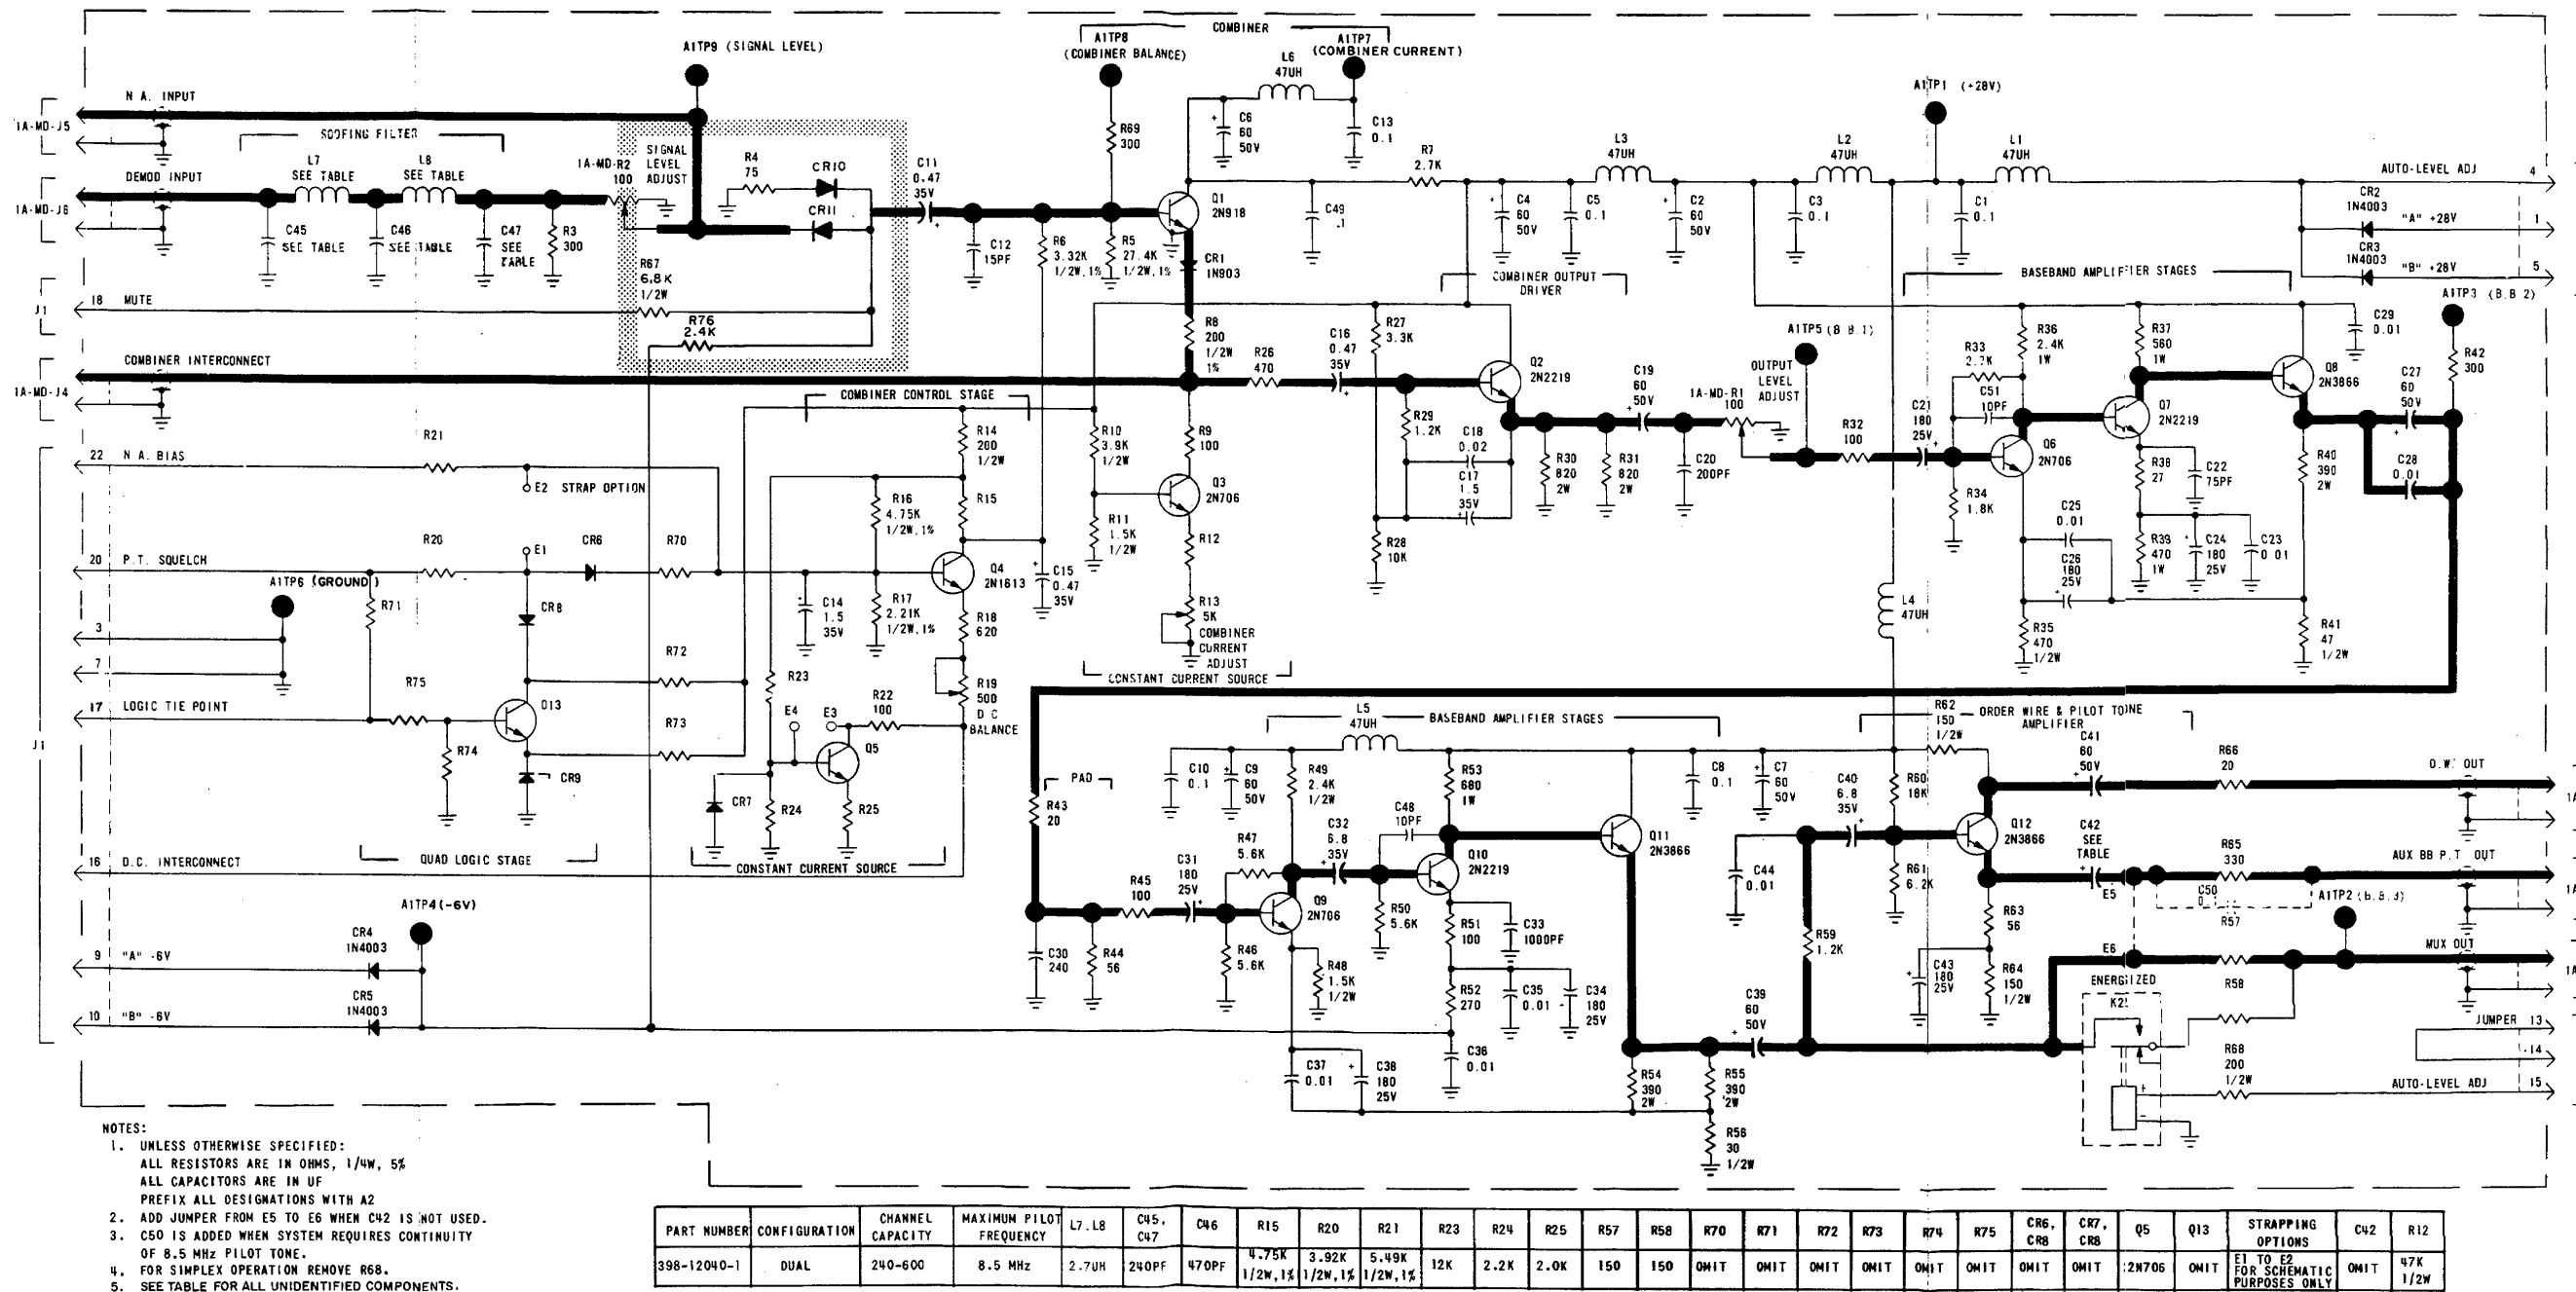 COMBINER
A1TP9 (SIGNAL LEVEL)
A1TP8
(COMBINER BALANCE)
A1TP7
(COMBINER CURRENT)
L6
47UH
A1TP1 (+28V)
N.A. INPUT
1A-MD-J5
ROOFING FILTER
L7
SEE TABLE
L8
SEE TABLE
DEMOD INPUT
1A-MD-J6
C45
SEE TABLE
C46
SEE TABLE
C47
SEE
TABLE
R3
300
1A-MD-R2
100
SIGNAL
LEVEL
ADJUST
R4
75
CR10
CR11
C11
0.47
35V
R67
6.8K
1/2W
R76
2.4K
C12
15PF
R6
3.32K
1/2W,1%
R69
300
R5
27.4K
1/2W,1%
C6
60
50V
C13
0.1
Q1
2N918
CR1
1N903
C49
.1
R7
2.7K
C4
60
50V
C5
0.1
L3
47UH
C2
60
50V
C3
0.1
L2
47UH
L1
47UH
C1
0.1
AUTO-LEVEL ADJ 4
CR2
1N4003
"A" +28V 1
CR3
1N4003
"B" +28V 5
J1
18 MUTE
COMBINER INTERCONNECT
1A-MD-J4
R8
200
1/2W
1%
R26
470
C16
0.47
35V
R27
3.3K
COMBINER OUTPUT
DRIVER
Q2
2N2219
C19
60
50V
1A-MD-R1
100
OUTPUT
LEVEL
ADJUST
A1TP5 (B.B.1)
BASEBAND AMPLIFIER STAGES
A1TP3 (B.B.2)
R33
2.7K
R36
2.4K
1W
R37
560
1W
C29
0.01
R42
300
Q8
2N3866
C27
60
50V
C51
10PF
Q7
2N2219
C28
0.01
R32
100
C21
180
25V
Q6
2N706
R34
1.8K
R38
27
C22
75PF
R40
390
2W
C25
0.01
C26
180
25V
R39
470
1W
C24
180
25V
C23
0.01
R35
470
1/2W
R41
47
1/2W
R29
1.2K
C18
0.02
C17
1.5
35V
R30
820
2W
R31
820
2W
C20
200PF
R28
10K
COMBINER CONTROL STAGE
R14
200
1/2W
R10
3.9K
1/2W
R9
100
Q3
2N706
R11
1.5K
1/2W
R12
R13
5K
COMBINER
CURRENT
ADJUST
CONSTANT CURRENT SOURCE
R21
22 N.A. BIAS
E2 STRAP OPTION
R16
4.75K
1/2W,1%
R15
R20
E1
CR6
R70
20 P.T. SQUELCH
A1TP6 (GROUND)
Q4
2N1613
C15
0.47
35V
R71
CR8
C14
1.5
35V
R17
2.21K
1/2W,1%
R18
620
3
7
R72
R75
R23
R22
100
R19
500
D C
BALANCE
L4
47UH
J1
17 LOGIC TIE POINT
Q13
R74
R73
E4
E3
Q5
CR9
CR7
R24
R25
QUAD LOGIC STAGE
CONSTANT CURRENT SOURCE
16 D.C. INTERCONNECT
A1TP4(-6V)
CR4
1N4003
9 "A" -6V
CR5
1N4003
10 "B" -6V
L5
47UH
BASEBAND AMPLIFIER STAGES
R62
150
1/2W
ORDER WIRE & PILOT TONE
AMPLIFIER
PAD
R43
20
C10
0.1
C9
60
50V
R49
2.4K
1/2W
R53
680
1W
C8
0.1
C7
60
50V
C40
6.8
35V
R60
18K
C41
60
50V
R66
20
O.W. OUT
1A
R47
5.6K
C32
6.8
35V
C48
10PF
Q11
2N3866
Q12
2N3866
C42
SEE
TABLE
R65
330
AUX BB P.T. OUT
1A
C31
180
25V
R45
100
Q10
2N2219
C44
0.01
R61
6.2K
E5
C50
R57
A1TP2 (B.B.3)
Q9
2N706
R50
5.6K
R51
100
C33
1000PF
R63
56
C30
240
R44
56
R46
5.6K
R48
1.5K
1/2W
R59
1.2K
E6
MUX OUT
1A
R52
270
C35
0.01
C34
180
25V
C43
180
25V
R64
150
1/2W
ENERGIZED
R58
C39
60
50V
JUMPER 13
14
C36
0.01
C37
0.01
C38
180
25V
R54
390
2W
R55
390
2W
R68
200
1/2W
AUTO-LEVEL ADJ 15
R56
30
1/2W
NOTES:
1. UNLESS OTHERWISE SPECIFIED:
ALL RESISTORS ARE IN OHMS, 1/4W, 5%
ALL CAPACITORS ARE IN UF
PREFIX ALL DESIGNATIONS WITH A2
2. ADD JUMPER FROM E5 TO E6 WHEN C42 IS NOT USED.
3. C50 IS ADDED WHEN SYSTEM REQUIRES CONTINUITY
OF 8.5 MHz PILOT TONE.
4. FOR SIMPLEX OPERATION REMOVE R68.
5. SEE TABLE FOR ALL UNIDENTIFIED COMPONENTS.
PART NUMBER CONFIGURATION CHANNEL CAPACITY MAXIMUM PILOT FREQUENCY L7,L8 C45, C47 C46 R15 R20 R21 R23 R24 R25 R57 R58 R70 R71 R72 R73 R74 R75 CR6, CR8 CR7, CR8 Q5 Q13 STRAPPING OPTIONS C42 R12
398-12040-1 DUAL 240-600 8.5 MHz 2.7UH 240PF 470PF 4.75K 1/2W,1% 3.92K 1/2W,1% 5.49K 1/2W,1% 12K 2.2K 2.0K 150 150 OMIT OMIT OMIT OMIT OMIT OMIT OMIT OMIT 2N706 OMIT E1 TO E2 FOR SCHEMATIC PURPOSES ONLY OMIT 47K 1/2W